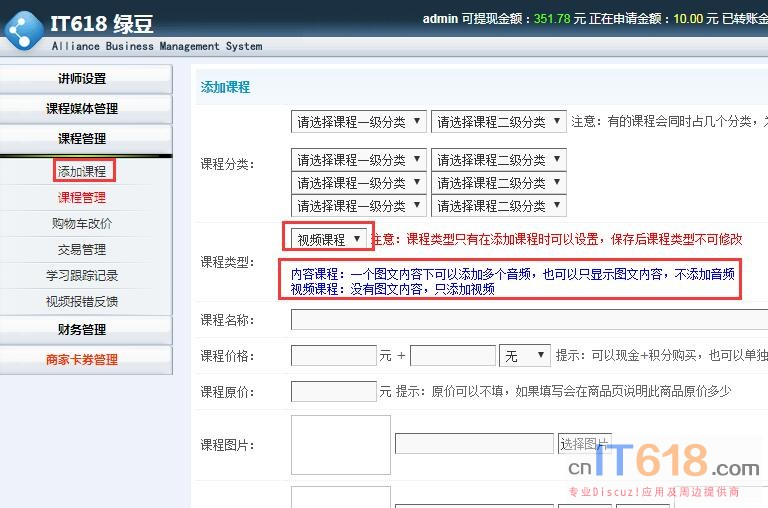 IT618 绿豆
Alliance Business Management System
admin 可提现金额：351.78 元 正在申请金额：10.00 元 已转账金
讲师设置
课程媒体管理
课程管理
添加课程
课程管理
购物车改价
交易管理
学习跟踪记录
视频报错反馈
财务管理
商家卡券管理
添加课程
课程分类：
请选择课程一级分类 请选择课程二级分类 注意：有的课程会同时占几个分类，
请选择课程一级分类 请选择课程二级分类
请选择课程一级分类 请选择课程二级分类
请选择课程一级分类 请选择课程二级分类
课程类型：
视频课程 注意：课程类型只有在添加课程时可以设置，保存后课程类型不可修改
内容课程：一个图文内容下可以添加多个音频，也可以只显示图文内容，不添加音频
视频课程：没有图文内容，只添加视频
课程名称：
课程价格： 元 + 无 提示：可以现金+积分购买，也可以单独
课程原价： 元 提示：原价可以不填，如果填写会在商品页说明此商品原价多少
课程图片： 选择图片
cnIT618.com
专业Discuz!应用及周边提供商